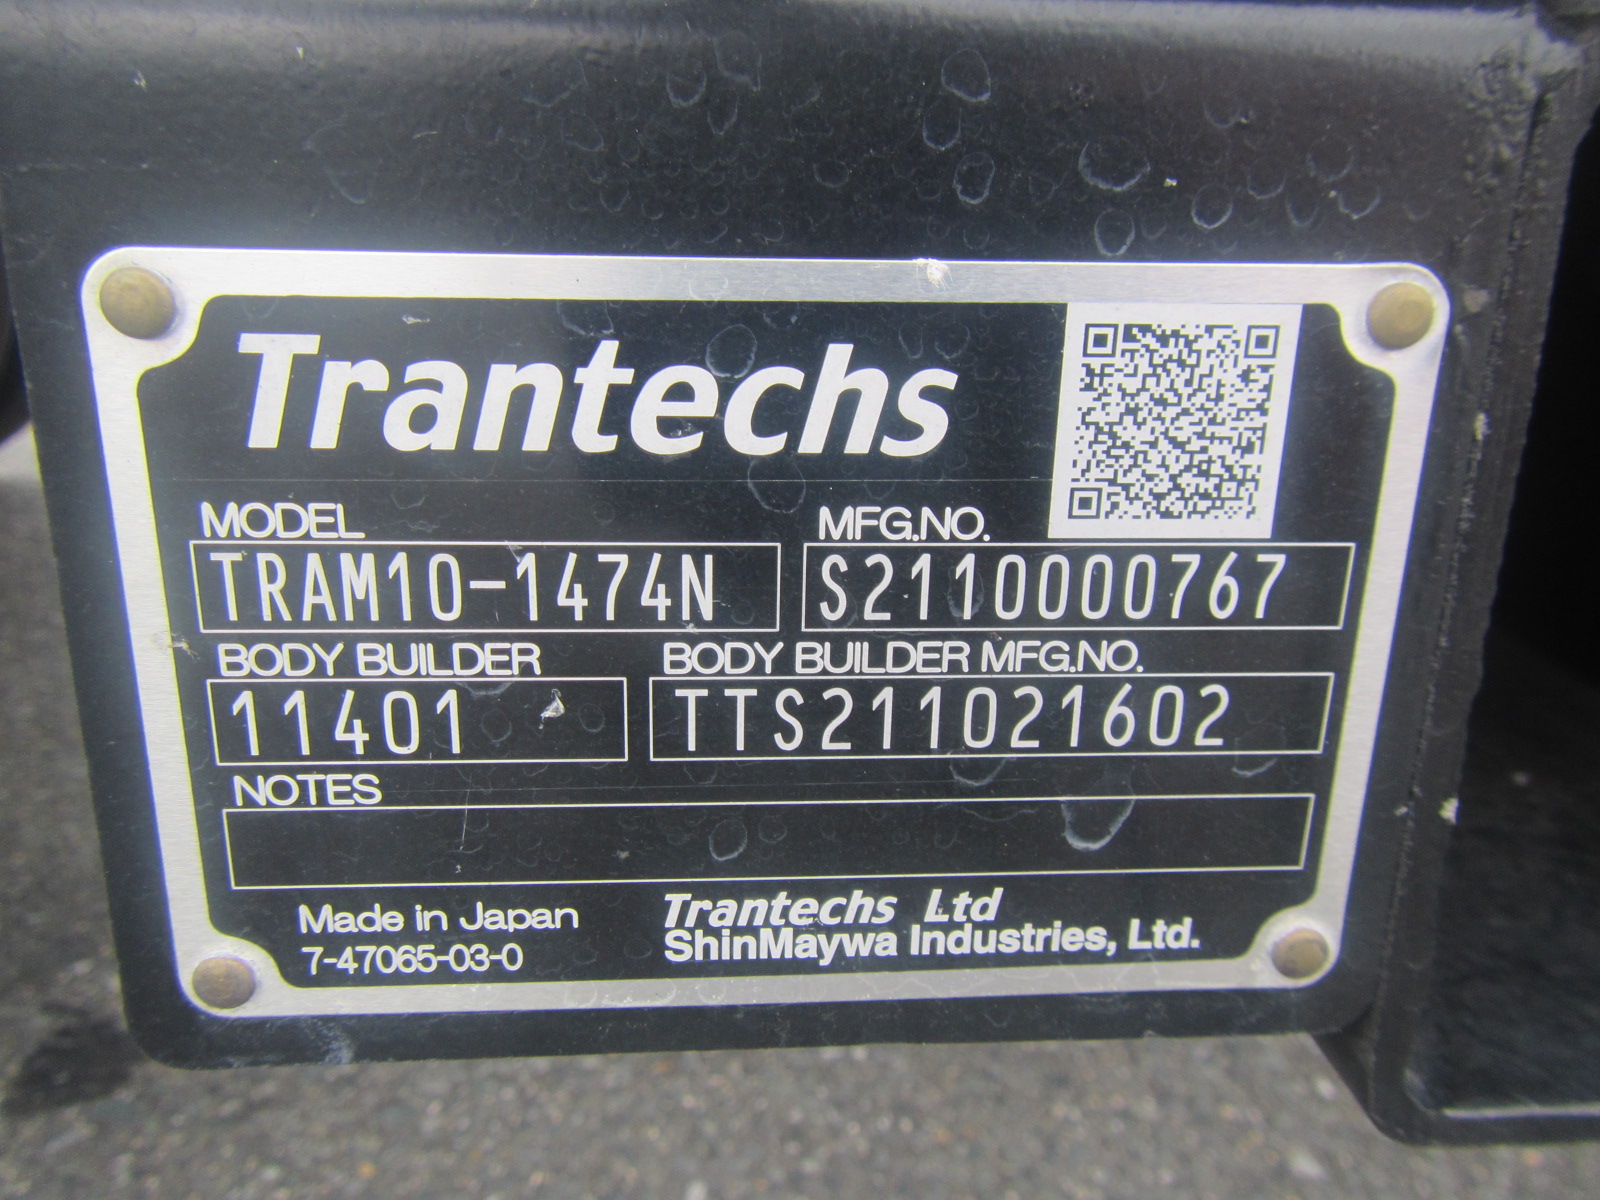 Trantechs
MODEL
MFG.NO.
TRAM10-1474N
S2110000767
BODY BUILDER
BODY BUILDER MFG.NO.
11401
TTS211021602
NOTES
Made in Japan
7-47065-03-0
Trantechs Ltd
ShinMaywa Industries, Ltd.